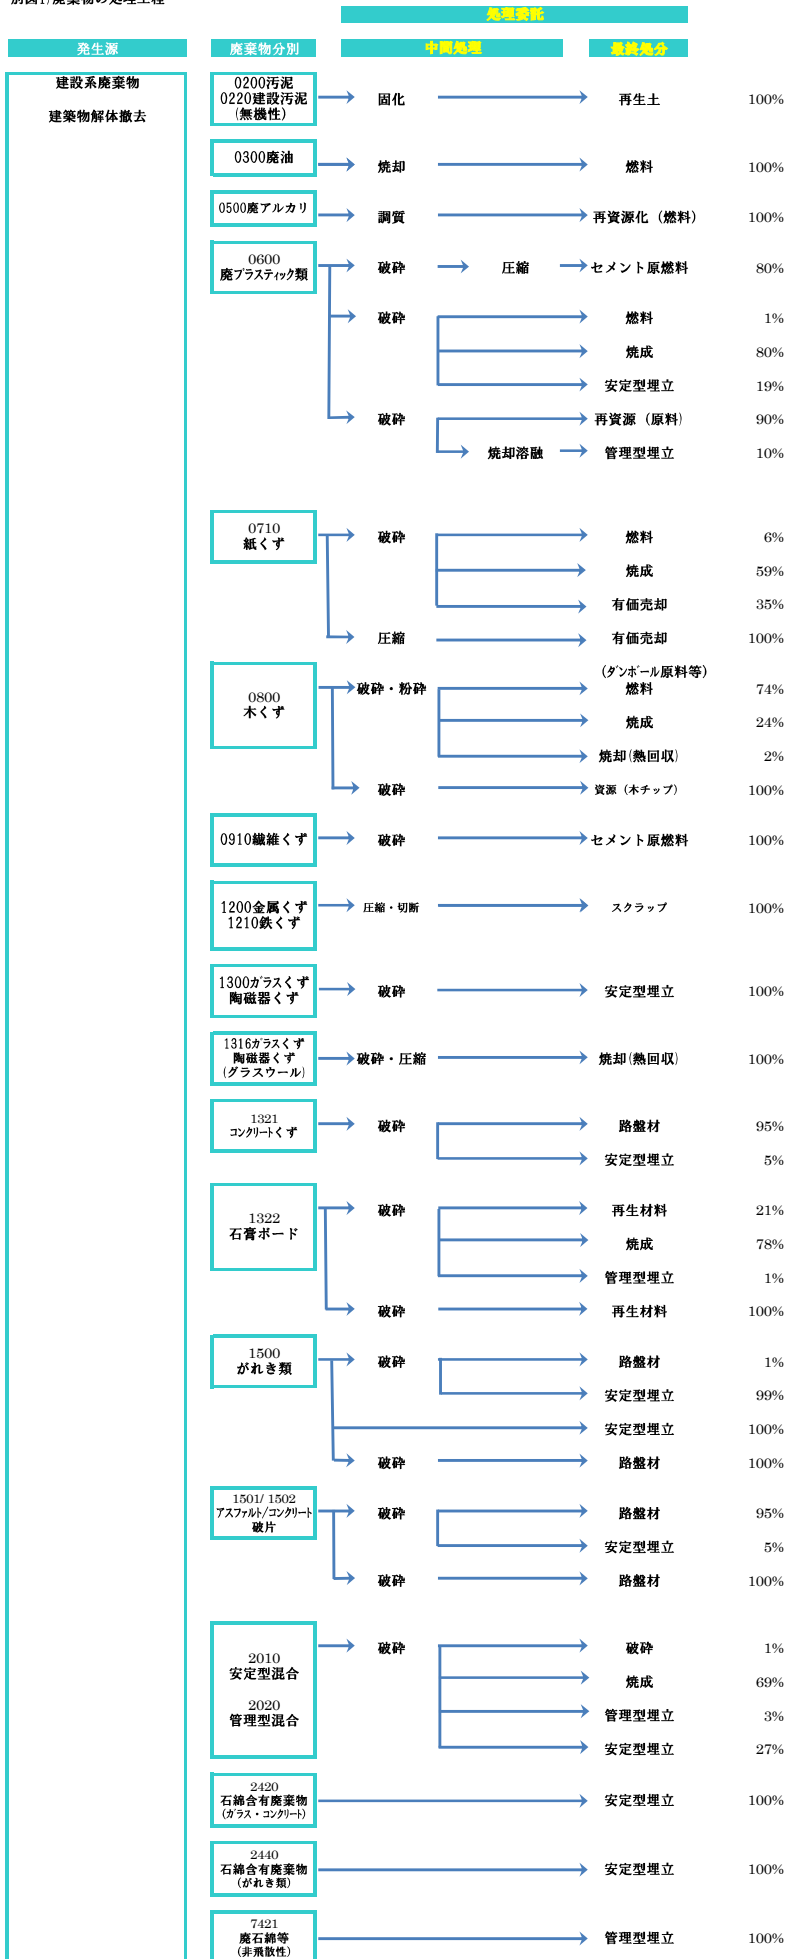 別図1)廃棄物の処理工程
処理委託
発生源 廃棄物分別 中間処理 最終処分
建設系廃棄物
建築物解体撤去
0200汚泥
0220建設汚泥
(無機性)
固化 再生土 100%
0300廃油 焼却 燃料 100%
0500廃アルカリ 調質 再資源化（燃料） 100%
0600
廃プラスティック類
破砕 圧縮 セメント原燃料 80%
破砕 燃料 1%
焼成 80%
安定型埋立 19%
破砕 再資源（原料） 90%
焼却溶融 管理型埋立 10%
0710
紙くず
破砕 燃料 6%
焼成 59%
有価売却 35%
圧縮 有価売却 100%
(ダンボール原料等)
0800
木くず
破砕・粉砕 燃料 74%
焼成 24%
焼却(熱回収) 2%
破砕 資源（木チップ） 100%
0910繊維くず 破砕 セメント原燃料 100%
1200金属くず
1210鉄くず
圧縮・切断 スクラップ 100%
1300ガラスくず
陶磁器くず
破砕 安定型埋立 100%
1316ガラスくず
陶磁器くず
(グラスウール)
破砕・圧縮 焼却(熱回収) 100%
1321
コンクリートくず
破砕 路盤材 95%
安定型埋立 5%
1322
石膏ボード
破砕 再生材料 21%
焼成 78%
管理型埋立 1%
破砕 再生材料 100%
1500
がれき類
破砕 路盤材 1%
安定型埋立 99%
安定型埋立 100%
破砕 路盤材 100%
1501/ 1502
アスファルト/コンクリート
破片
破砕 路盤材 95%
安定型埋立 5%
破砕 路盤材 100%
2010
安定型混合
2020
管理型混合
破砕 破砕 1%
焼成 69%
管理型埋立 3%
安定型埋立 27%
2420
石綿含有廃棄物
(ガラス・コンクリート)
安定型埋立 100%
2440
石綿含有廃棄物
(がれき類)
安定型埋立 100%
7421
廃石綿等
(非飛散性)
管理型埋立 100%